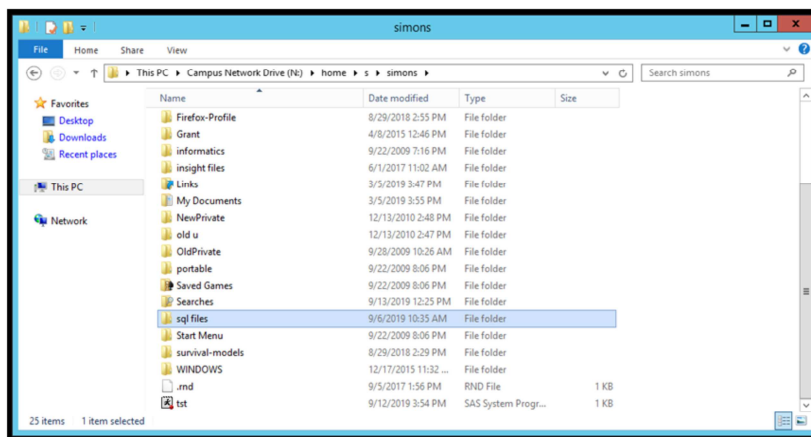 simons
File Home Share View
This PC Campus Network Drive (N:) home s simons Search simons
Favorites
Desktop
Downloads
Recent places
This PC
Network
Name Date modified Type Size
Firefox-Profile 8/29/2018 2:55 PM File folder
Grant 4/8/2015 12:46 PM File folder
informatics 9/22/2009 7:16 PM File folder
insight files 6/1/2017 11:02 AM File folder
Links 3/5/2019 3:47 PM File folder
My Documents 3/5/2019 3:55 PM File folder
NewPrivate 12/13/2010 2:48 PM File folder
old u 12/13/2010 2:47 PM File folder
OldPrivate 9/28/2009 10:26 AM File folder
portable 9/22/2009 8:06 PM File folder
Saved Games 9/22/2009 8:06 PM File folder
Searches 9/13/2019 12:25 PM File folder
sql files 9/6/2019 10:35 AM File folder
Start Menu 9/22/2009 8:06 PM File folder
survival-models 8/29/2018 2:29 PM File folder
WINDOWS 12/17/2015 11:32 ... File folder
.rnd 9/5/2017 1:56 PM RND File 1 KB
tst 9/12/2019 3:54 PM SAS System Progr... 1 KB
25 items 1 item selected